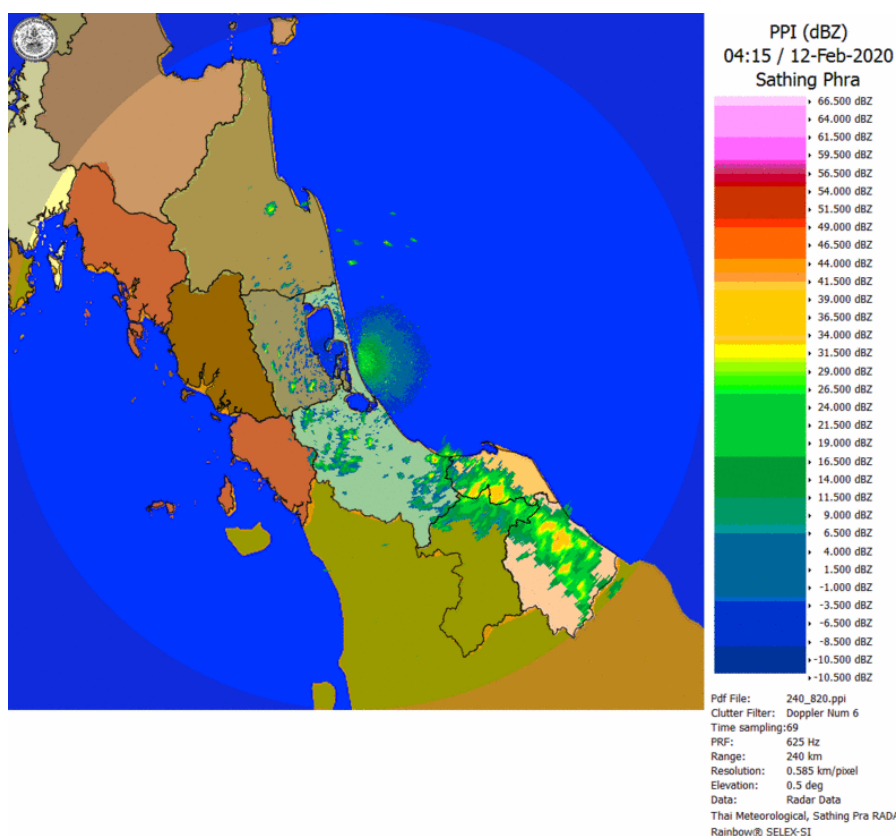 PPI (dBZ)
04:15 / 12-Feb-2020
Sathing Phra
66.500 dBZ
64.000 dBZ
61.500 dBZ
59.500 dBZ
56.500 dBZ
54.000 dBZ
51.500 dBZ
49.000 dBZ
46.500 dBZ
44.000 dBZ
41.500 dBZ
39.000 dBZ
36.500 dBZ
34.000 dBZ
31.500 dBZ
29.000 dBZ
26.500 dBZ
24.000 dBZ
21.500 dBZ
19.000 dBZ
16.500 dBZ
11.500 dBZ
9.000 dBZ
6.500 dBZ
4.000 dBZ
1.500 dBZ
-1.000 dBZ
-3.500 dBZ
-6.500 dBZ
-8.500 dBZ
-10.500 dBZ
-10.500 dBZ
Pdf File: 240_820.ppi
Clutter Filter: Doppler Num 6
Time sampling:69
PRF: 625 Hz
Range: 240 km
Resolution: 0.585 km/pixel
Elevation: 0.5 deg
Data: Radar Data
Thai Meteorological, Sathing Pra RADA
Rainbow® SELEX-SI